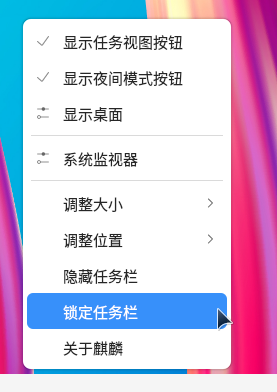 显示任务视图按钮
显示夜间模式按钮
显示桌面
系统监视器
调整大小
调整位置
隐藏任务栏
锁定任务栏
关于麒麟